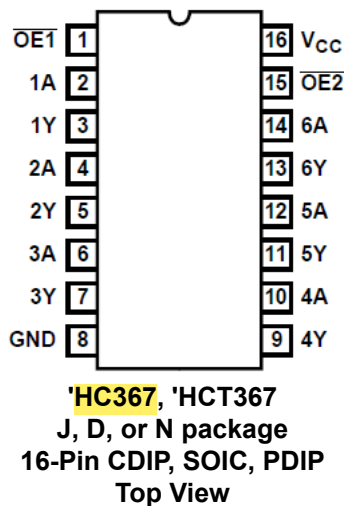 OE1 1 16 VCC
1A 2 15 OE2
1Y 3 14 6A
2A 4 13 6Y
2Y 5 12 5A
3A 6 11 5Y
3Y 7 10 4A
GND 8 9 4Y
'HC367, 'HCT367
J, D, or N package
16-Pin CDIP, SOIC, PDIP
Top View